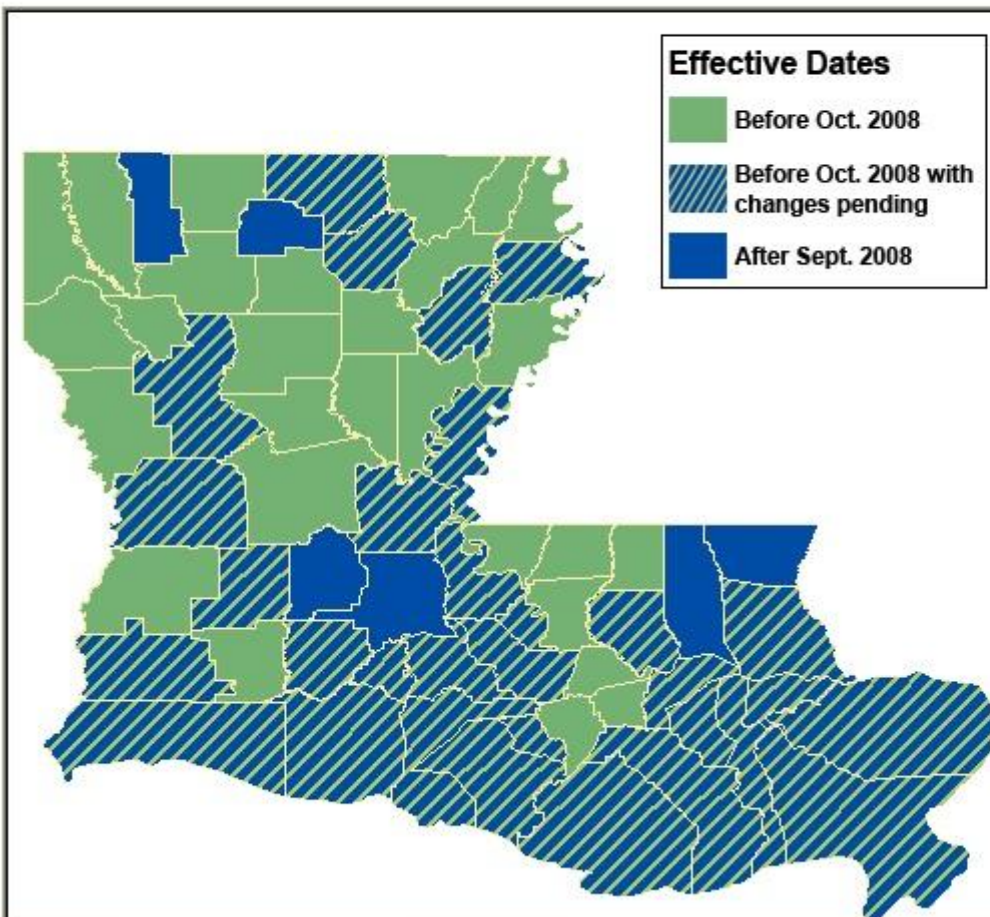 Effective Dates
Before Oct. 2008
Before Oct. 2008 with
changes pending
After Sept. 2008